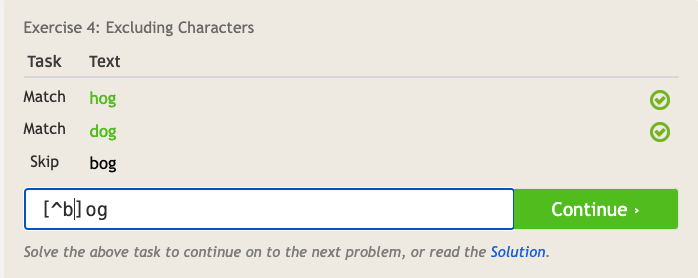 Exercise 4: Excluding Characters
Task Text
Match hog
Match dog
Skip bog
[^b]og Continue ›
Solve the above task to continue on to the next problem, or read the Solution.